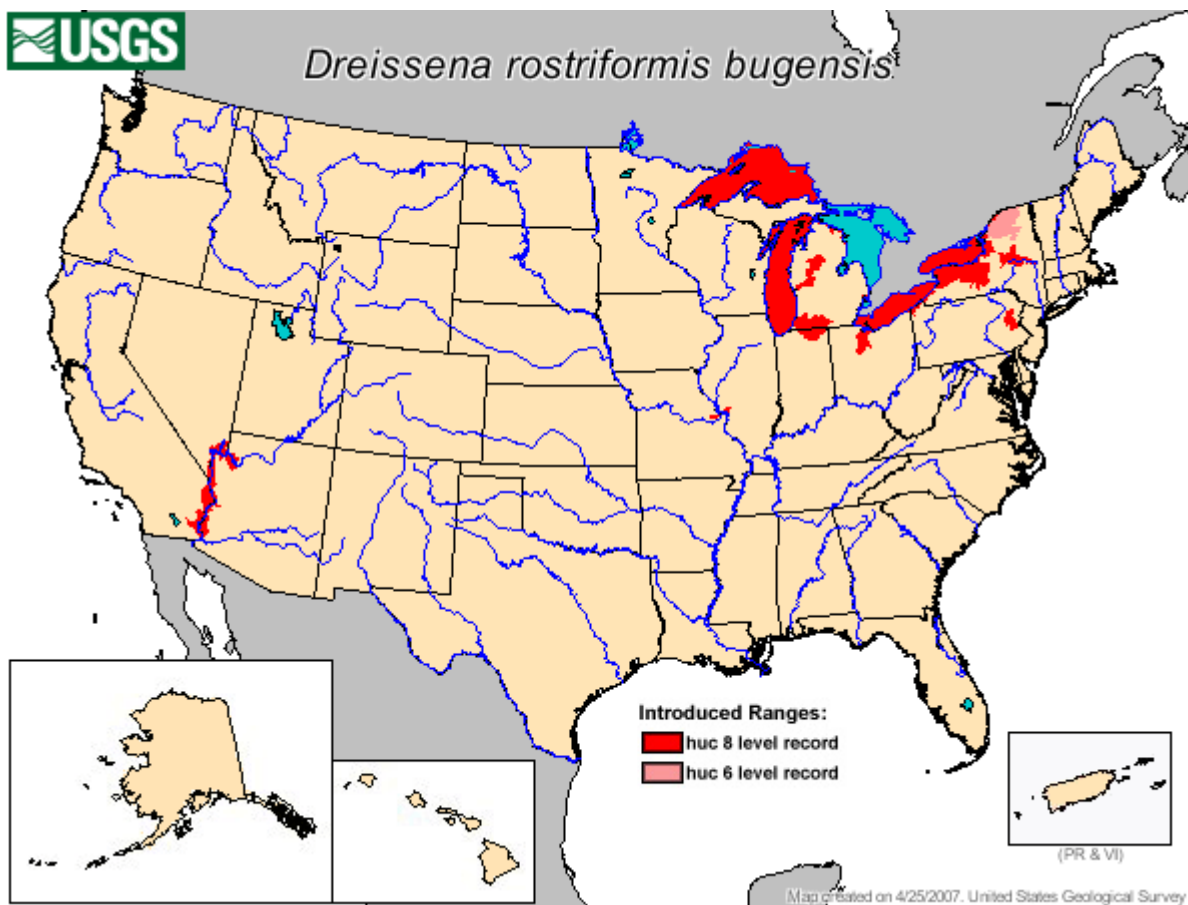 USGS
Dreissena rostriformis bugensis
Introduced Ranges:
huc 8 level record
huc 6 level record
(PR & VI)
Map created on 4/25/2007. United States Geological Survey